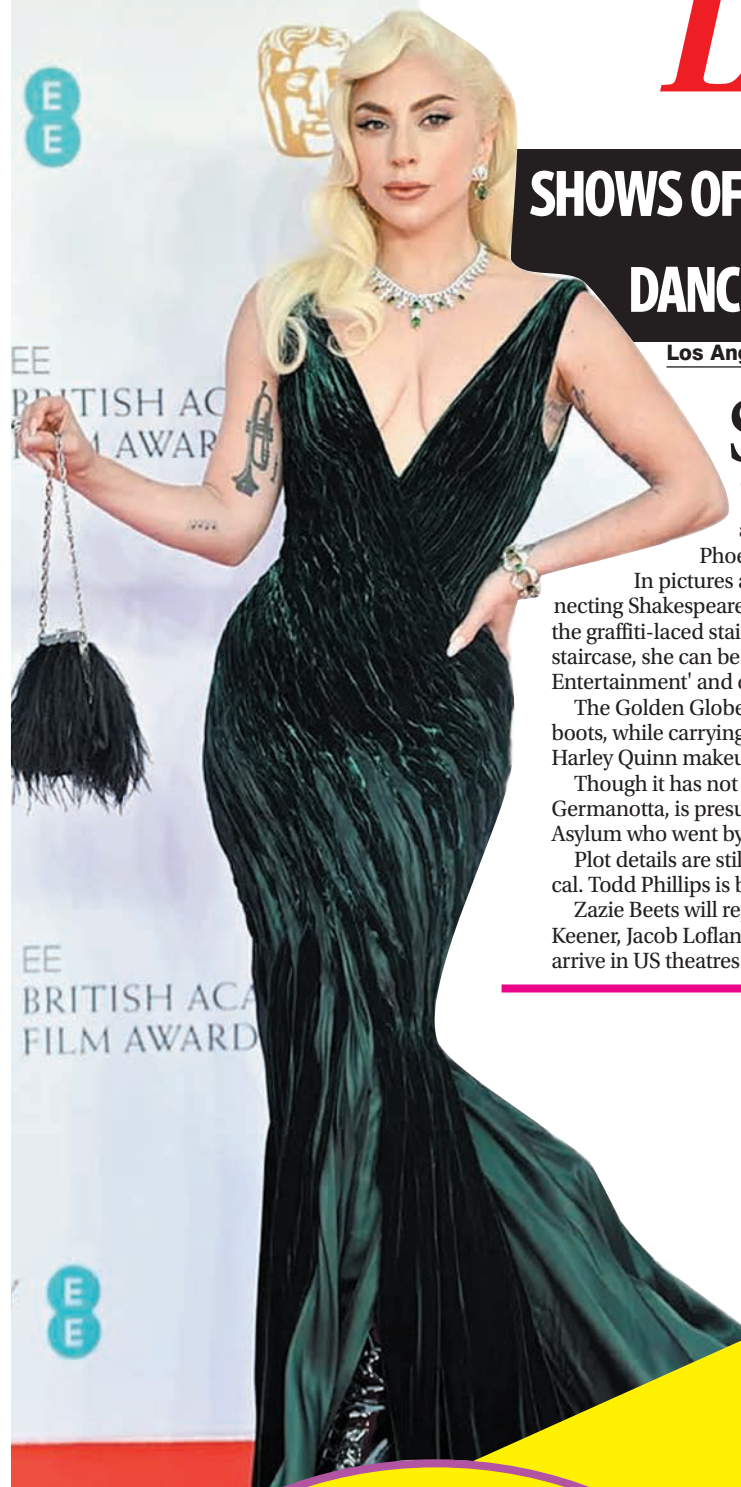 E
E
SHOWS OF
DANC
Los Ang
EE
BRITISH AC
M AWAR
S
Phoe
In pictures a
necting Shakespeare
the graffiti-laced stai
staircase, she can be
Entertainment' and
The Golden Globe
boots, while carrying
Harley Quinn makeu
Though it has not
Germanotta, is presu
Asylum who went by
Plot details are stil
cal. Todd Phillips is b
Zazie Beets will re
Keener, Jacob Loflan
arrive in US theatres
EE
BRITISH ACA
FILM AWARD
E
E